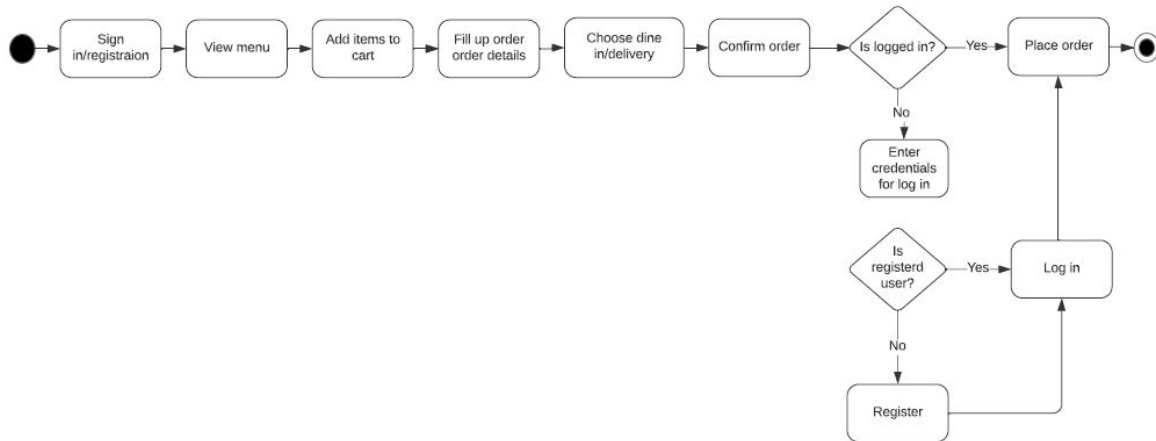 Sign
in/registraion
View menu
Add items to
cart
Fill up order
order details
Choose dine
in/delivery
Confirm order
Is logged in?
Yes
Place order
No
Enter
credentials
for log in
Is
registerd
user?
Yes
Log in
No
Register